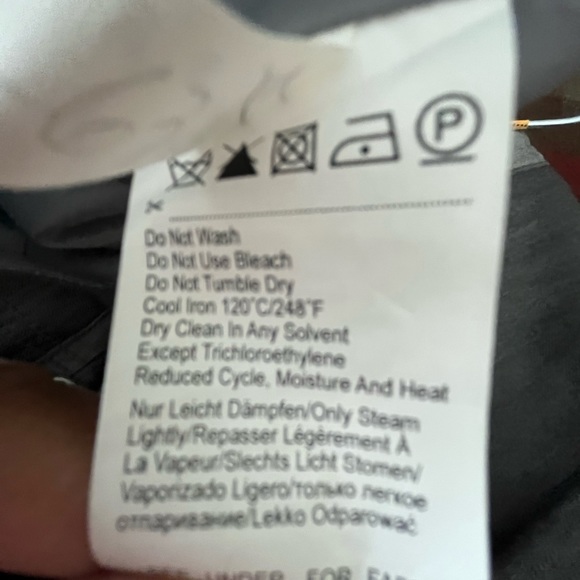 P
Do Not Wash
Do Not Use Bleach
Do Not Tumble Dry
Cool Iron 120°C/248°F
Dry Clean In Any Solvent
Except Trichloroethylene
Reduced Cycle, Moisture And Heat
Nur Leicht Dämpfen/Only Steam
Lightly/Repasser Légèrement À
La Vapeur/Slechts Licht Stomen/
Vaporizado Ligero/только легкое
отпаривание/Lekko Odparować
UNDER FOR